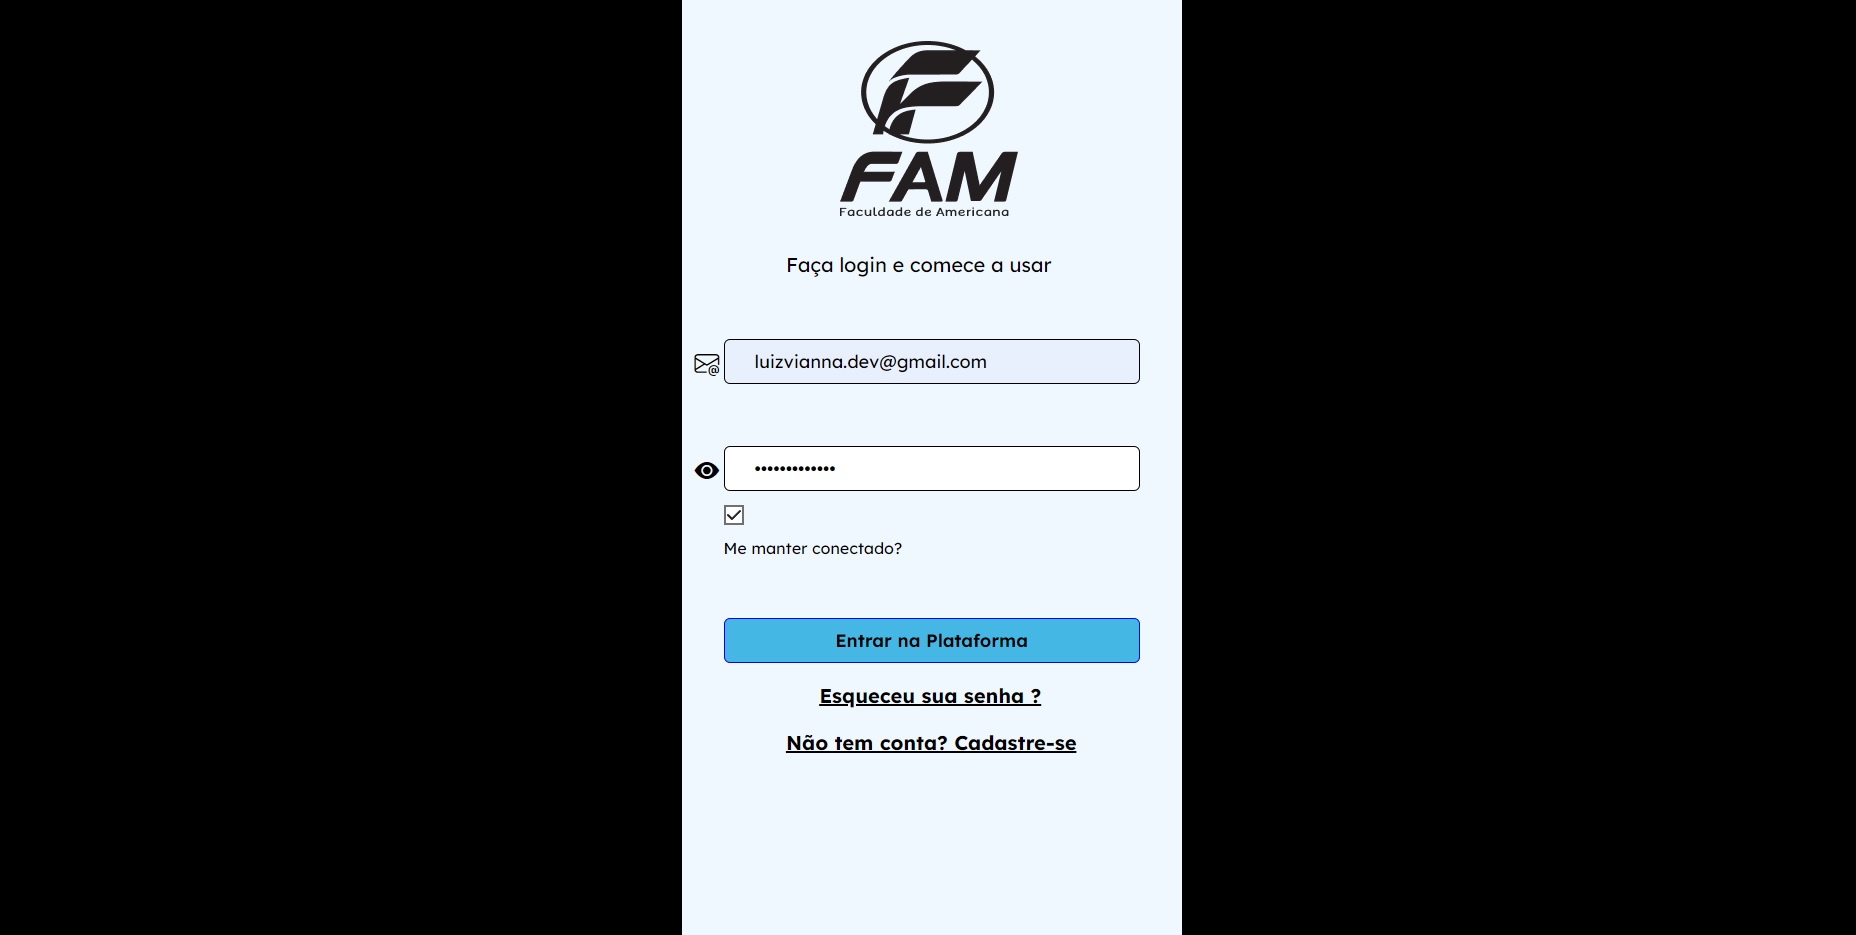 FAM
Faculdade de Americana
Faça login e comece a usar
luizvianna.dev@gmail.com
•••••••••••••
Me manter conectado?
Entrar na Plataforma
Esqueceu sua senha ?
Não tem conta? Cadastre-se